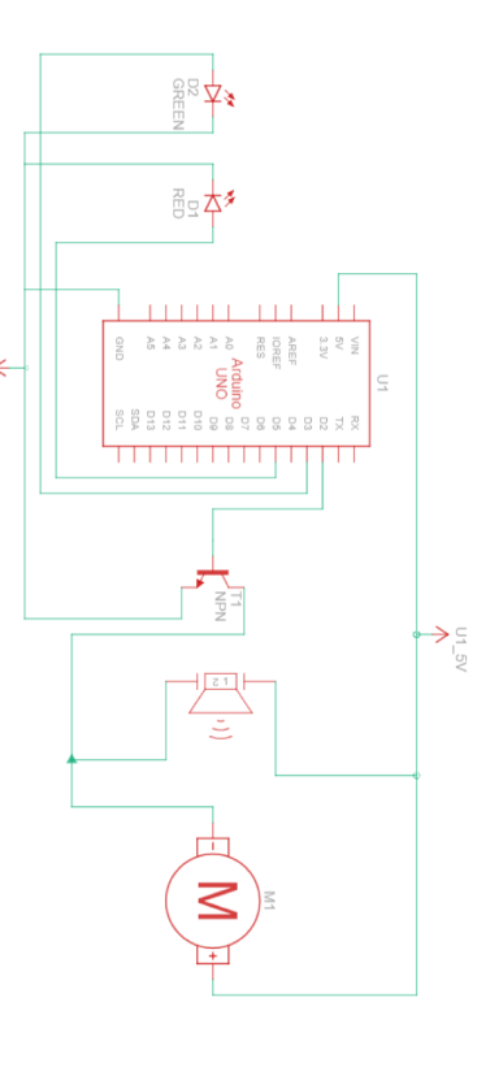 D2
GREEN
D1
RED
U1
VIN
5V
3.3V
AREF
IOREF
RES
A0
A1
A2
A3
A4
A5
GND
Arduino
UNO
RX
TX
D2
D3
D4
D5
D6
D7
D8
D9
D10
D11
D12
D13
SDA
SCL
U1_5V
T1
NPN
1
2
M1
-
M
+